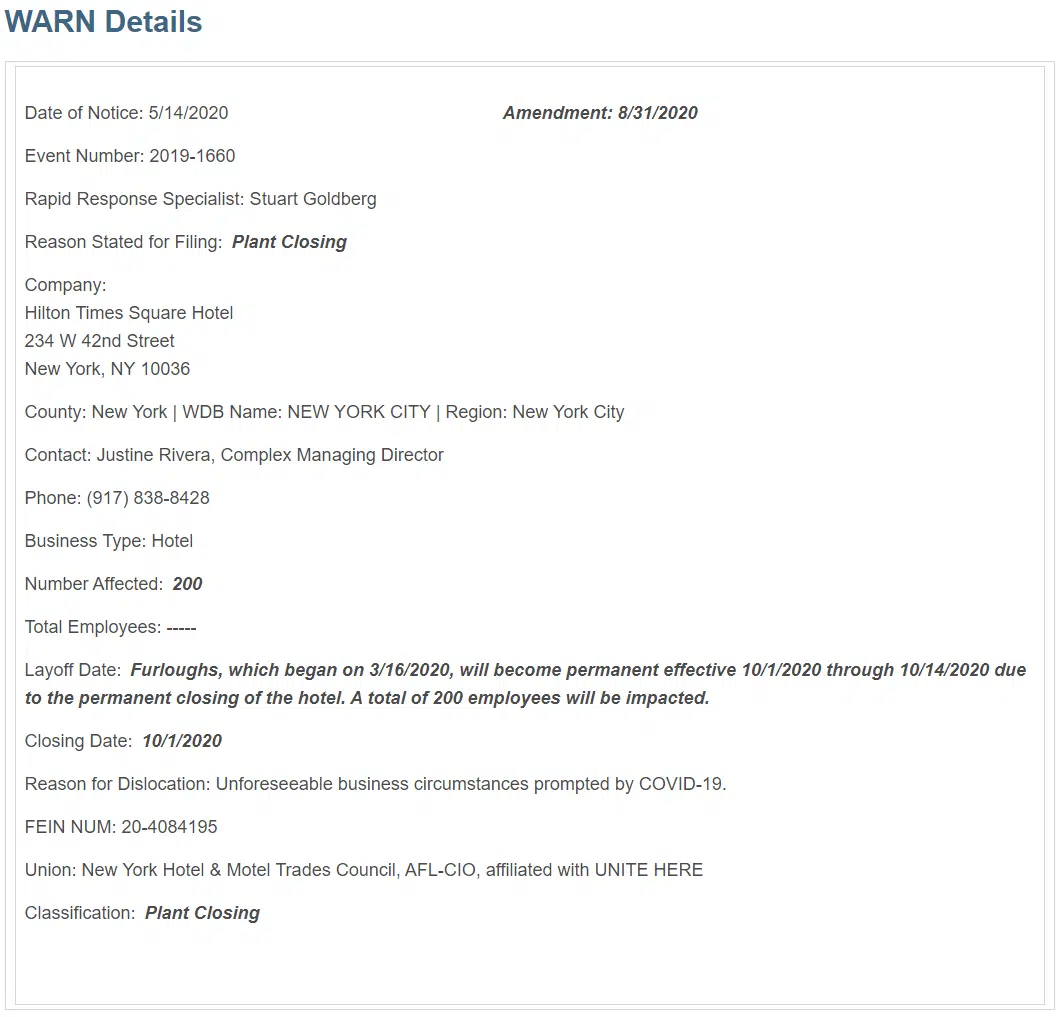 WARN Details
Date of Notice: 5/14/2020 Amendment: 8/31/2020
Event Number: 2019-1660
Rapid Response Specialist: Stuart Goldberg
Reason Stated for Filing: Plant Closing
Company:
Hilton Times Square Hotel
234 W 42nd Street
New York, NY 10036
County: New York | WDB Name: NEW YORK CITY | Region: New York City
Contact: Justine Rivera, Complex Managing Director
Phone: (917) 838-8428
Business Type: Hotel
Number Affected: 200
Total Employees: -----
Layoff Date: Furloughs, which began on 3/16/2020, will become permanent effective 10/1/2020 through 10/14/2020 due
to the permanent closing of the hotel. A total of 200 employees will be impacted.
Closing Date: 10/1/2020
Reason for Dislocation: Unforeseeable business circumstances prompted by COVID-19.
FEIN NUM: 20-4084195
Union: New York Hotel & Motel Trades Council, AFL-CIO, affiliated with UNITE HERE
Classification: Plant Closing